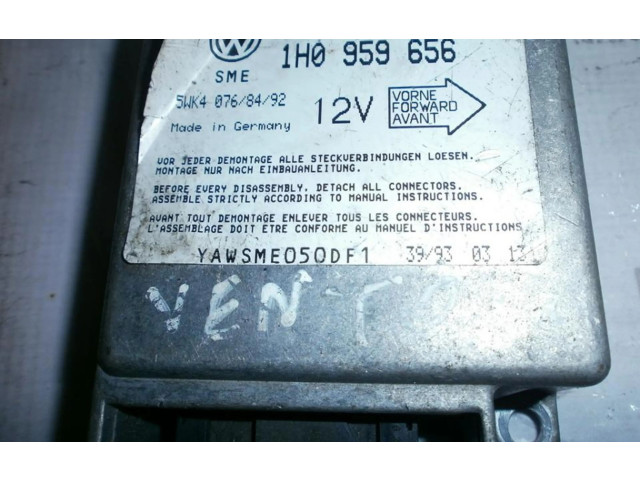 1H0 959 656
SME
5WK4 076/84/92
12V
VORNE
FORWARD
AVANT
Made in Germany
VOR JEDER DEMONTAGE ALLE STECKVERBINDUNGEN LOESEN.
MONTAGE NUR NACH EINBAUANLEITUNG.
BEFORE EVERY DISASSEMBLY, DETACH ALL CONNECTORS.
ASSEMBLE STRICTLY ACCORDING TO MANUAL INSTRUCTIONS.
AVANT TOUT DEMONTAGE ENLEVER TOUS LES CONNECTEURS.
L'ASSEMBLAGE DOIT ETRE CONFORME AU MANUEL D'INSTRUCTIONS
YAWSME050DF1 39/93 03 13
VENTO